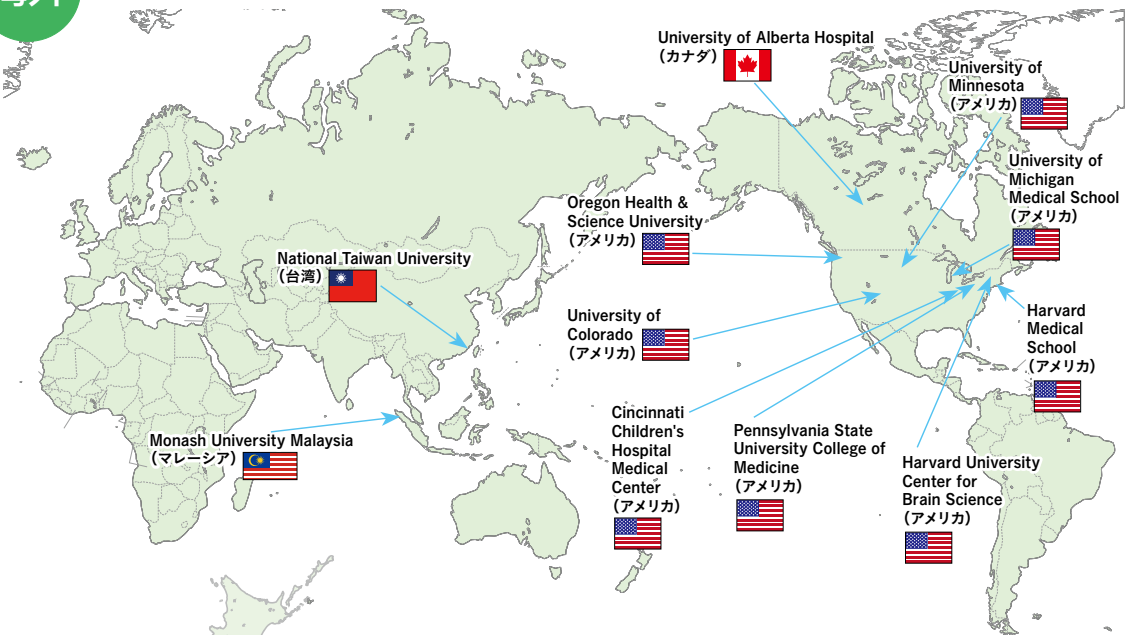 University of Alberta Hospital
（カナダ）
University of
Minnesota
（アメリカ）
University of
Michigan
Medical School
（アメリカ）
Oregon Health &
Science University
（アメリカ）
National Taiwan University
（台湾）
University of
Colorado
（アメリカ）
Harvard
Medical
School
（アメリカ）
Cincinnati
Children's
Hospital
Medical
Center
（アメリカ）
Pennsylvania State
University College of
Medicine
（アメリカ）
Monash University Malaysia
（マレーシア）
Harvard University
Center for
Brain Science
（アメリカ）